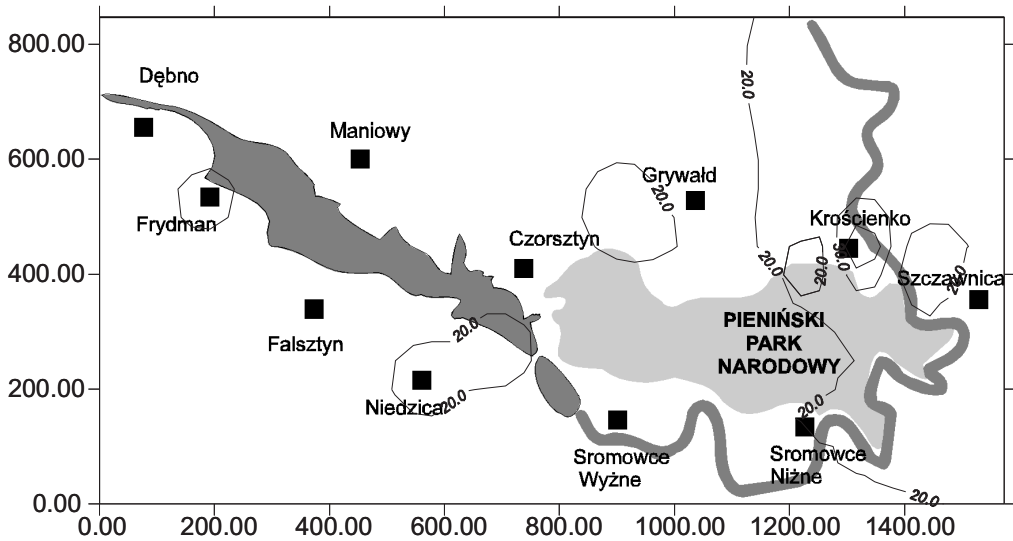 800.00
600.00
400.00
200.00
0.00
0.00
200.00
400.00
600.00
800.00
1000.00
1200.00
1400.00
Dębno
Maniowy
Frydman
Czorsztyn
Falsztyn
Niedzica
Grywałd
Krościenko
Szczawnica
PIENIŃSKI
PARK
NARODOWY
Sromowce
Wyżne
Sromowce
Niżne
20.0
20.0
20.0
20.0
20.0
20.0
20.0
20.0
20.0